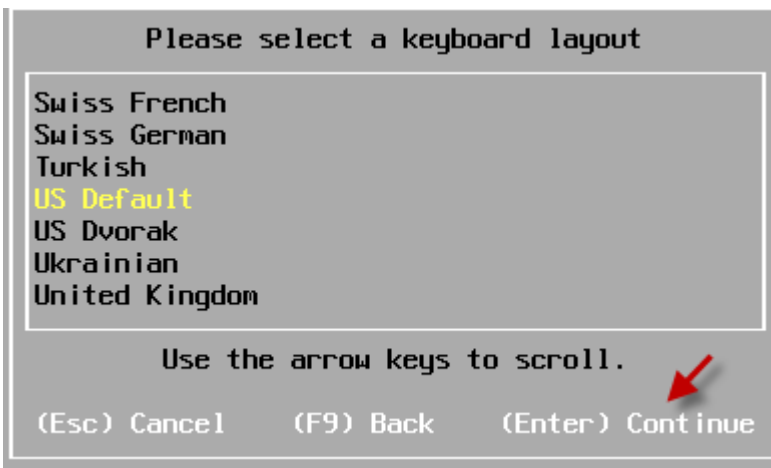 Please select a keyboard layout
Swiss French
Swiss German
Turkish
US Default
US Dvorak
Ukrainian
United Kingdom
Use the arrow keys to scroll.
(Esc) Cancel (F9) Back (Enter) Continue